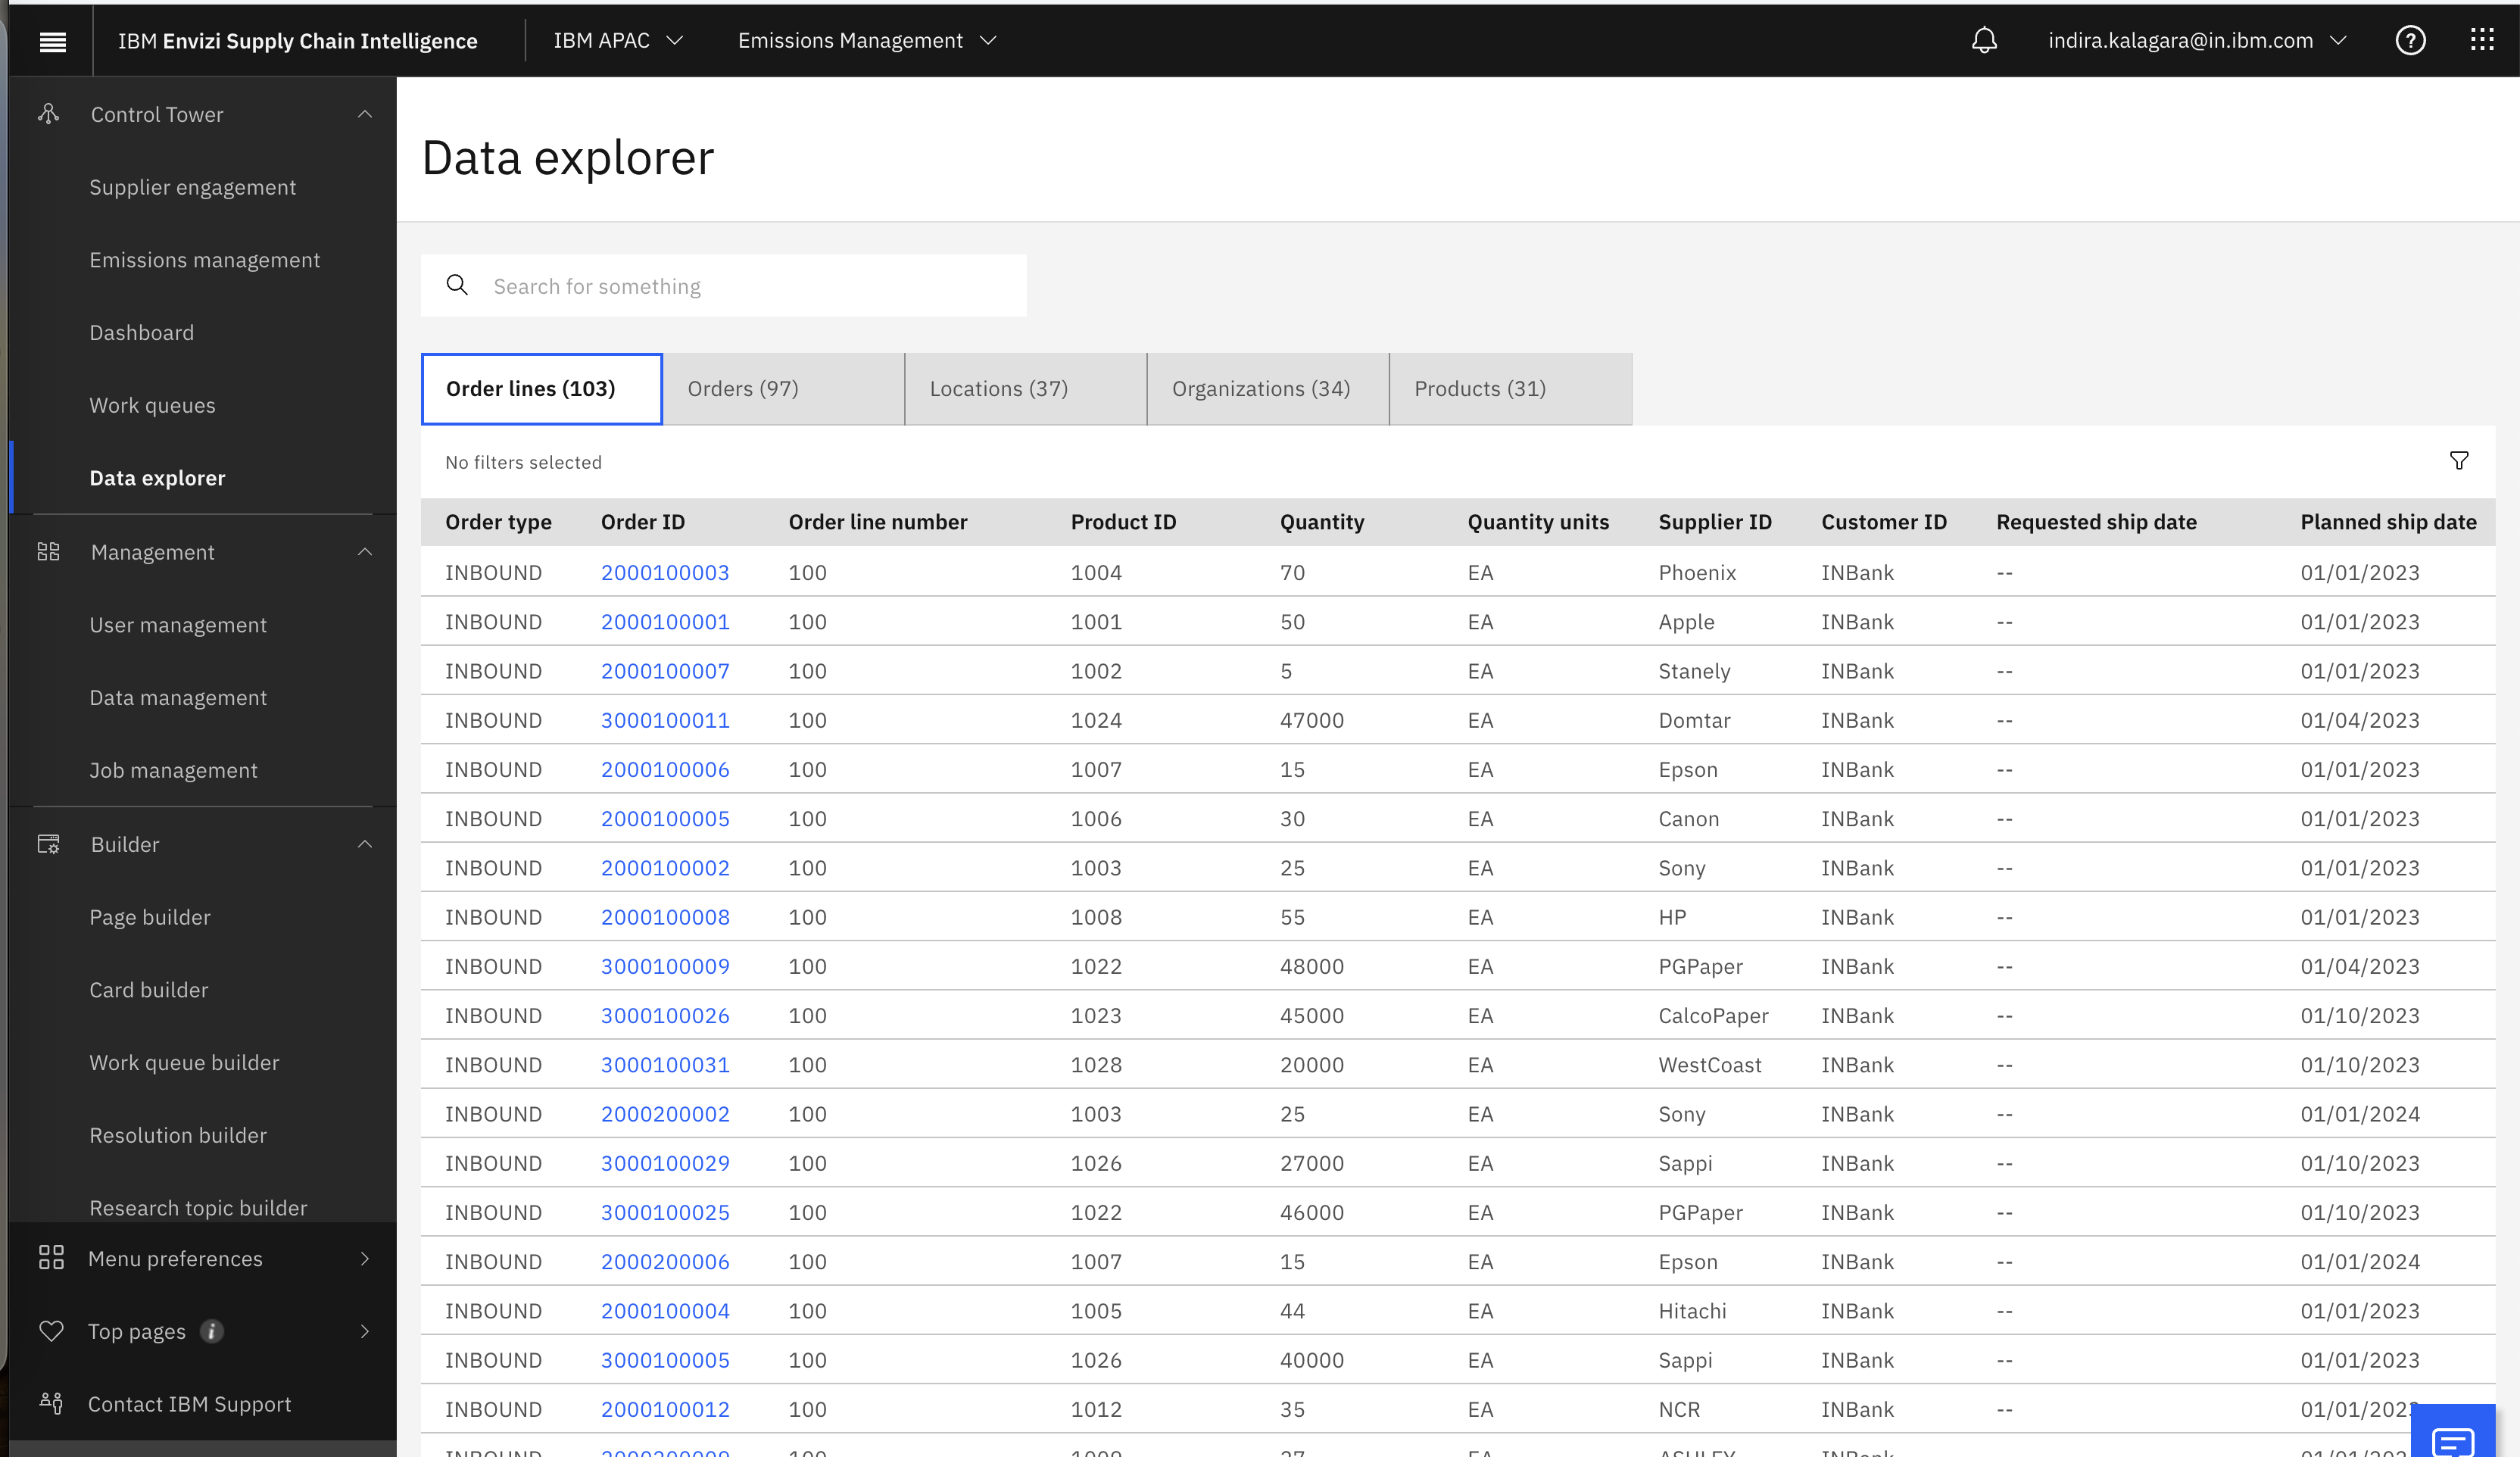 IBM Envizi Supply Chain Intelligence IBM APAC Emissions Management indira.kalagara@in.ibm.com
Control Tower
Supplier engagement
Emissions management
Dashboard
Work queues
Data explorer
Management
User management
Data management
Job management
Builder
Page builder
Card builder
Work queue builder
Resolution builder
Research topic builder
Menu preferences
Top pages
Contact IBM Support
Data explorer
Search for something
Order lines (103) Orders (97) Locations (37) Organizations (34) Products (31)
No filters selected
Order type Order ID Order line number Product ID Quantity Quantity units Supplier ID Customer ID Requested ship date Planned ship date
INBOUND 2000100003 100 1004 70 EA Phoenix INBank -- 01/01/2023
INBOUND 2000100001 100 1001 50 EA Apple INBank -- 01/01/2023
INBOUND 2000100007 100 1002 5 EA Stanely INBank -- 01/01/2023
INBOUND 3000100011 100 1024 47000 EA Domtar INBank -- 01/04/2023
INBOUND 2000100006 100 1007 15 EA Epson INBank -- 01/01/2023
INBOUND 2000100005 100 1006 30 EA Canon INBank -- 01/01/2023
INBOUND 2000100002 100 1003 25 EA Sony INBank -- 01/01/2023
INBOUND 2000100008 100 1008 55 EA HP INBank -- 01/01/2023
INBOUND 3000100009 100 1022 48000 EA PGPaper INBank -- 01/04/2023
INBOUND 3000100026 100 1023 45000 EA CalcoPaper INBank -- 01/10/2023
INBOUND 3000100031 100 1028 20000 EA WestCoast INBank -- 01/10/2023
INBOUND 2000200002 100 1003 25 EA Sony INBank -- 01/01/2024
INBOUND 3000100029 100 1026 27000 EA Sappi INBank -- 01/10/2023
INBOUND 3000100025 100 1022 46000 EA PGPaper INBank -- 01/10/2023
INBOUND 2000200006 100 1007 15 EA Epson INBank -- 01/01/2024
INBOUND 2000100004 100 1005 44 EA Hitachi INBank -- 01/01/2023
INBOUND 3000100005 100 1026 40000 EA Sappi INBank -- 01/01/2023
INBOUND 2000100012 100 1012 35 EA NCR INBank -- 01/01/2023